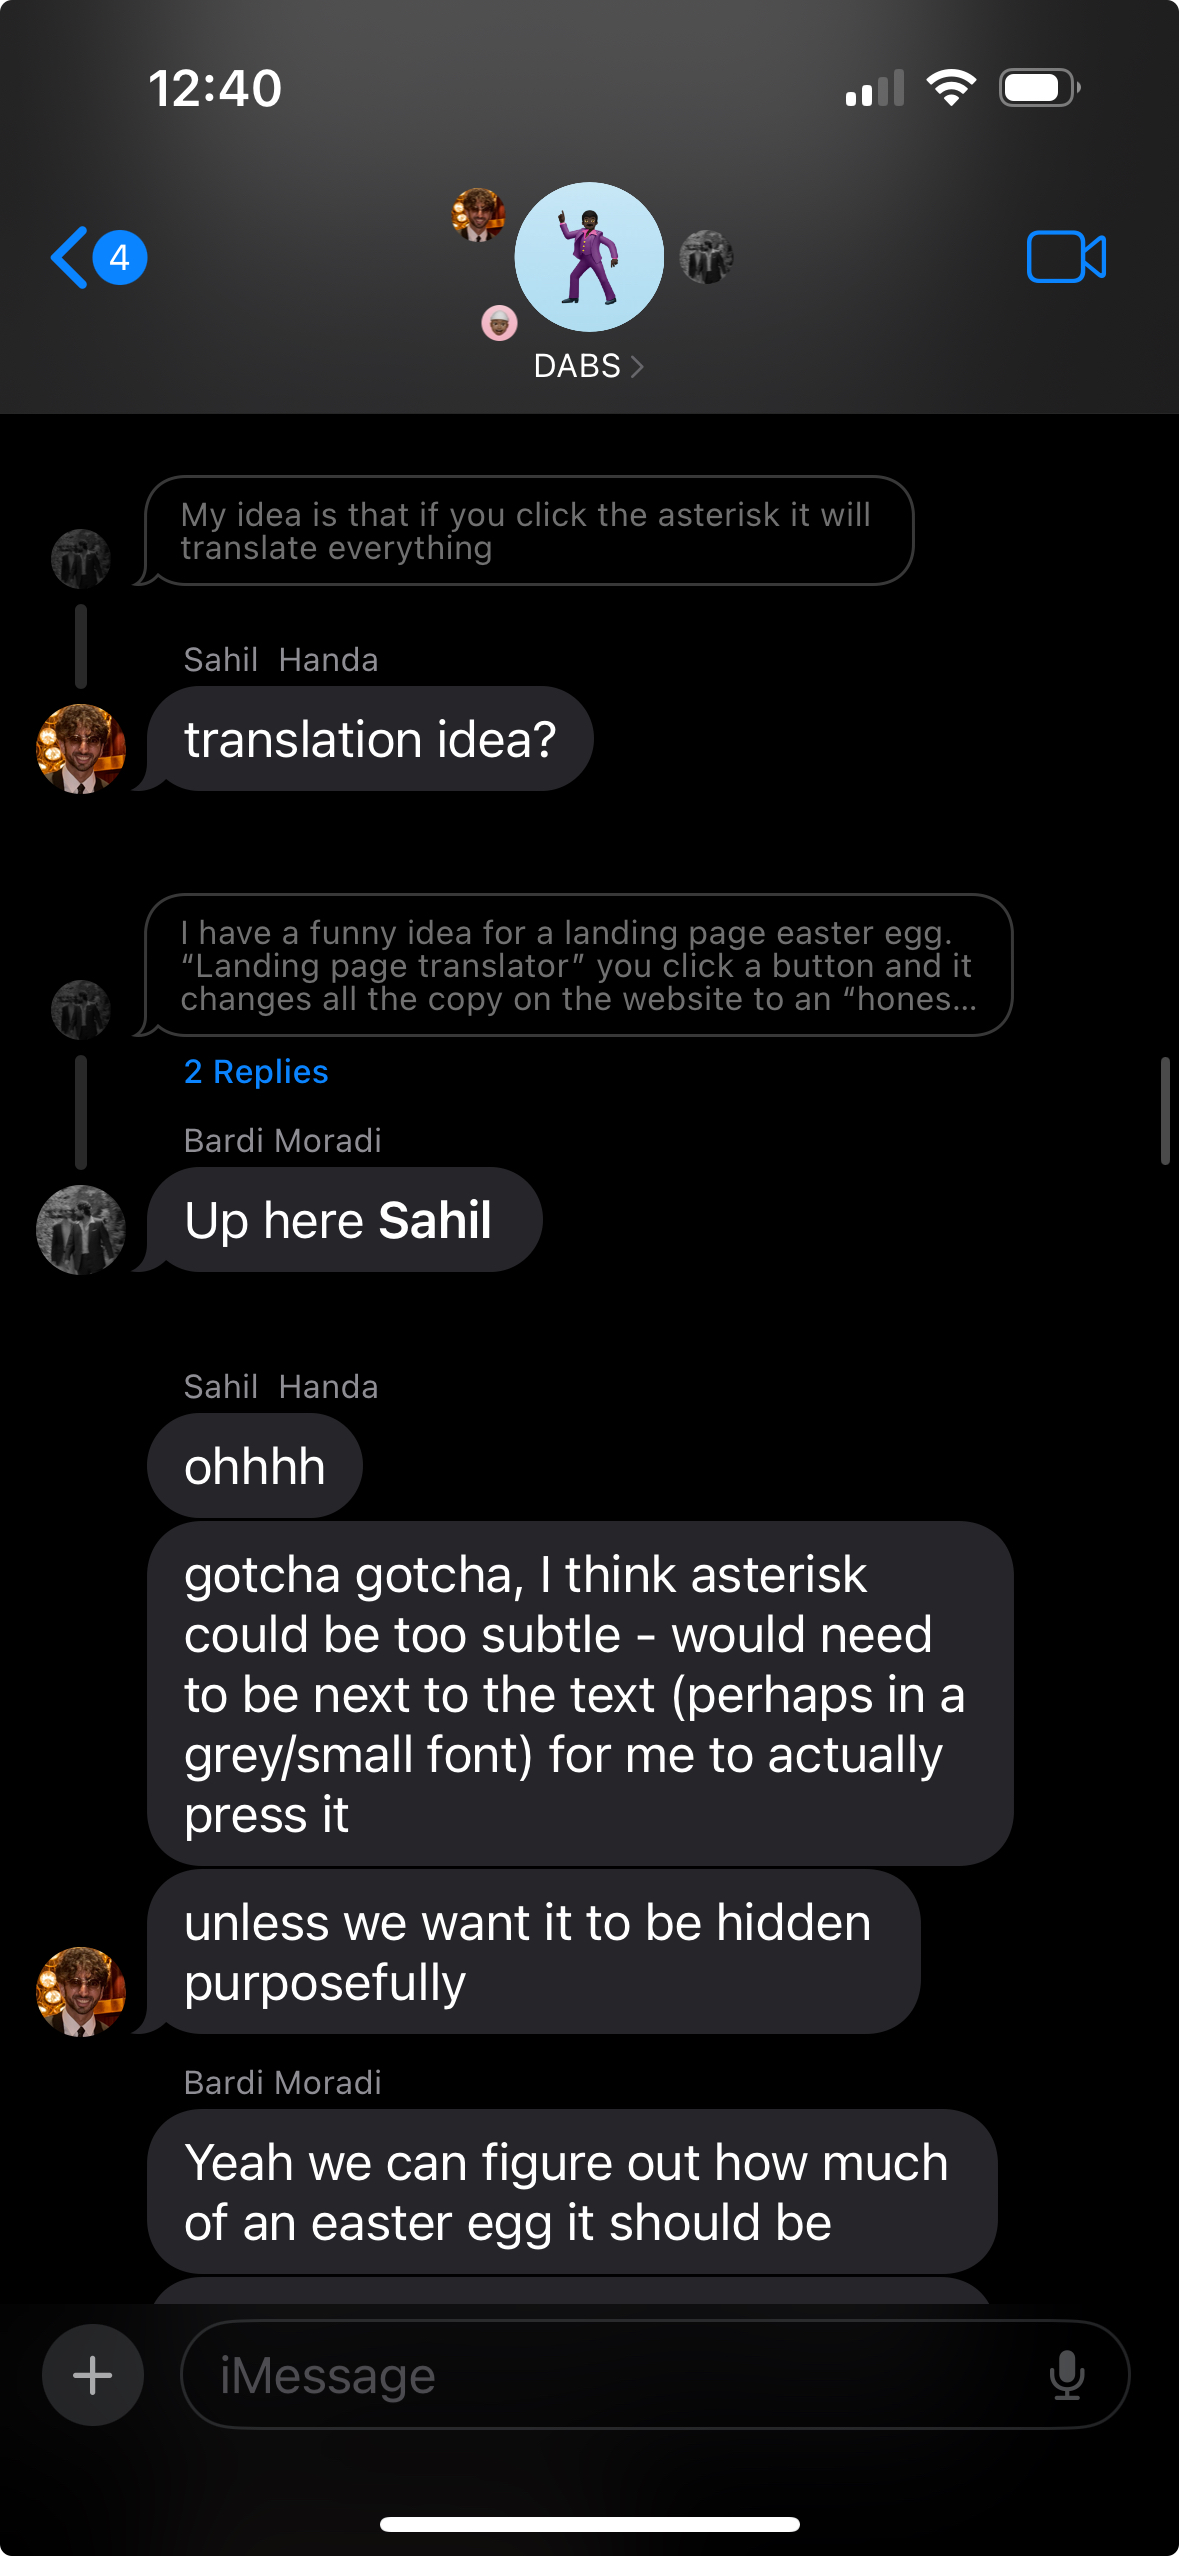 12:40
4
DABS
My idea is that if you click the asterisk it will
translate everything
Sahil Handa
translation idea?
I have a funny idea for a landing page easter egg.
“Landing page translator” you click a button and it
changes all the copy on the website to an “hones...
2 Replies
Bardi Moradi
Up here Sahil
Sahil Handa
ohhhh
gotcha gotcha, I think asterisk
could be too subtle - would need
to be next to the text (perhaps in a
grey/small font) for me to actually
press it
unless we want it to be hidden
purposefully
Bardi Moradi
Yeah we can figure out how much
of an easter egg it should be
iMessage